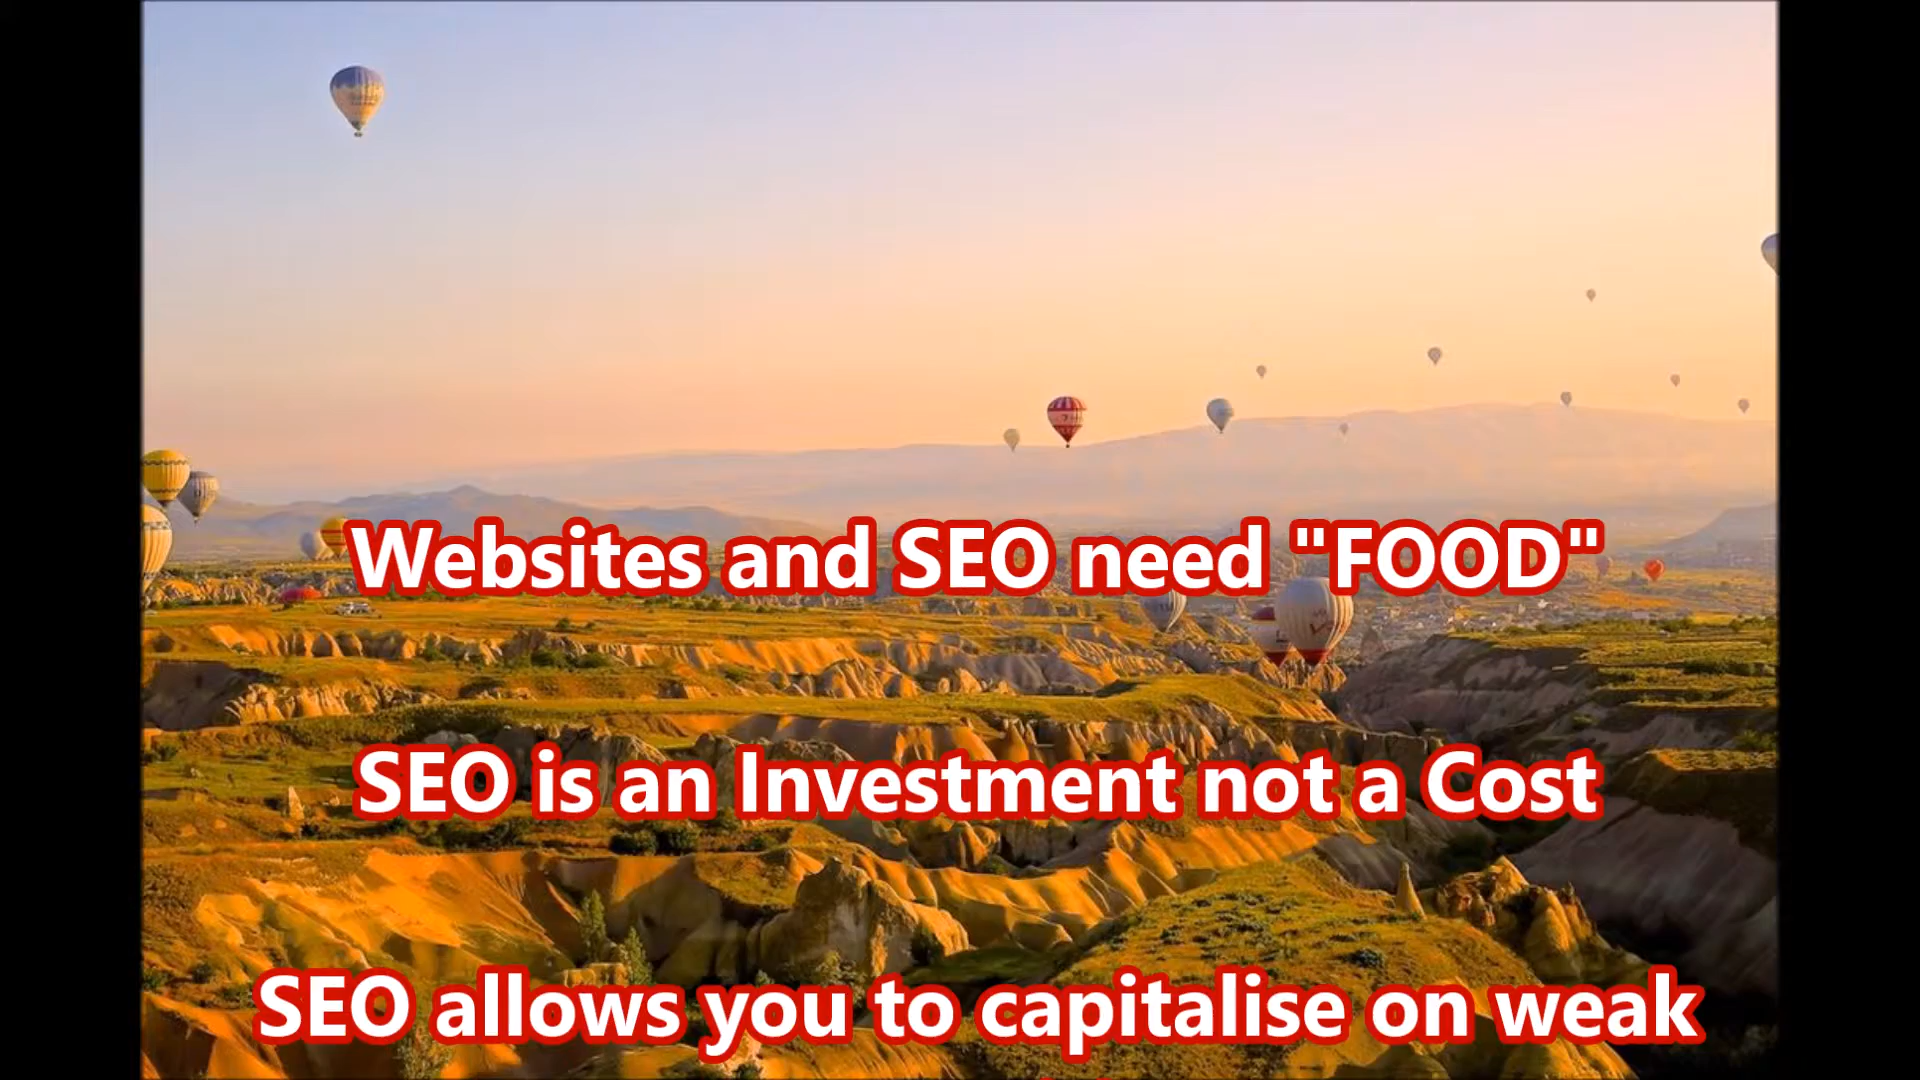 Websites and SEO need "FOOD"
SEO is an Investment not a Cost
SEO allows you to capitalise on weak